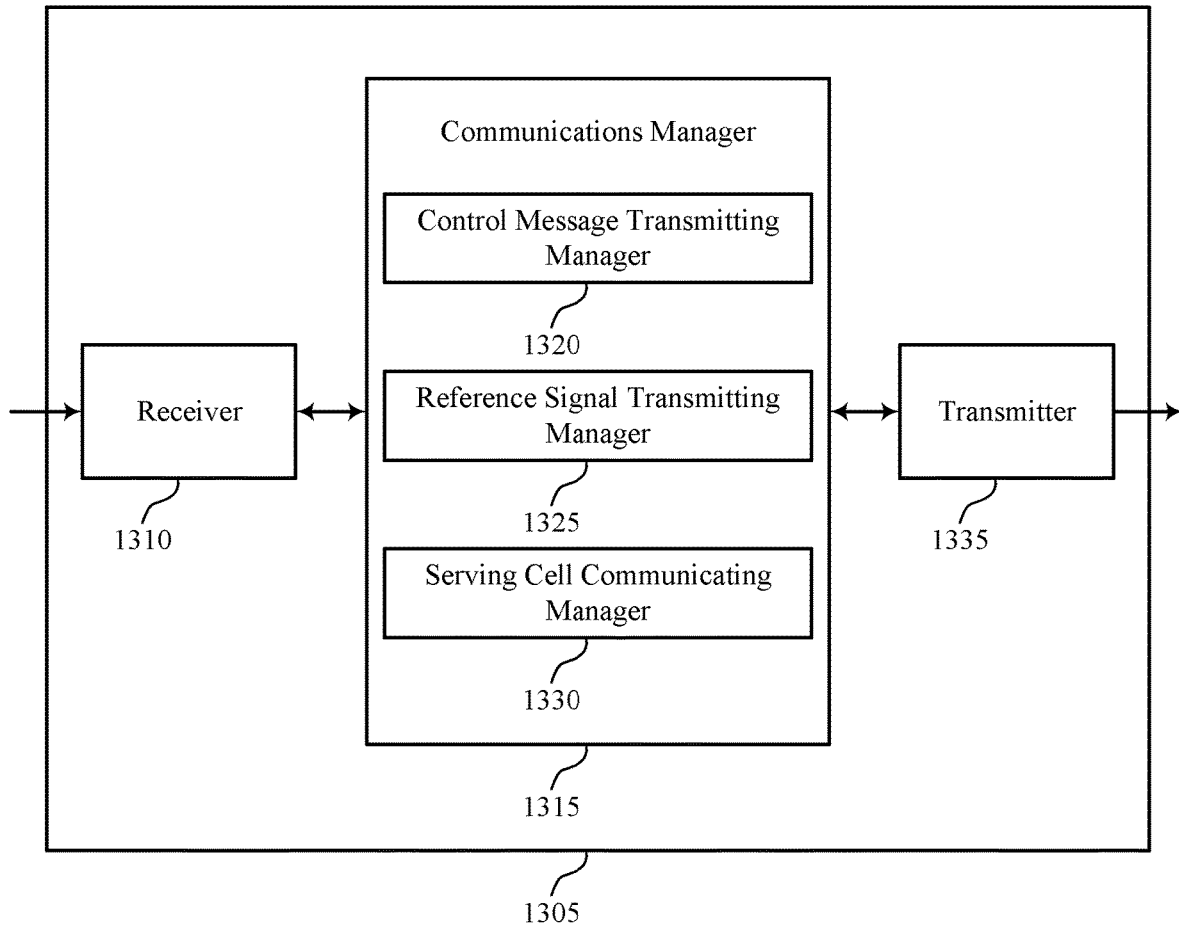 Communications Manager
Control Message Transmitting
Manager
1320
Receiver
1310
Reference Signal Transmitting
Manager
1325
Transmitter
1335
Serving Cell Communicating
Manager
1330
1315
1305